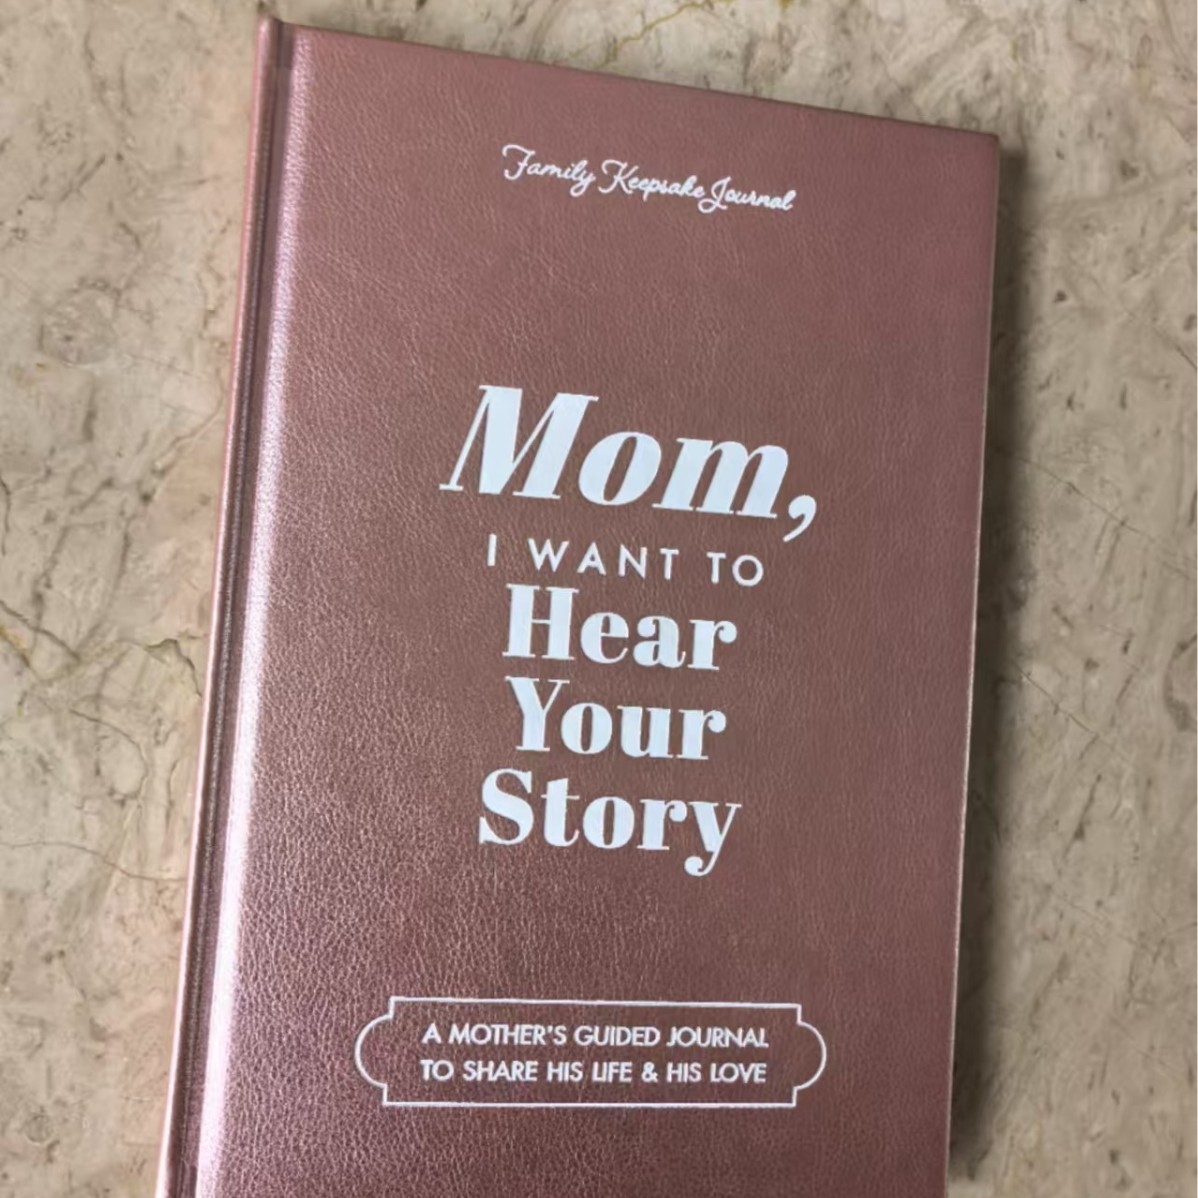 Family Keepsake Journal
Mom,
I WANT TO
Hear
Your
Story
A MOTHER'S GUIDED JOURNAL
TO SHARE HIS LIFE & HIS LOVE